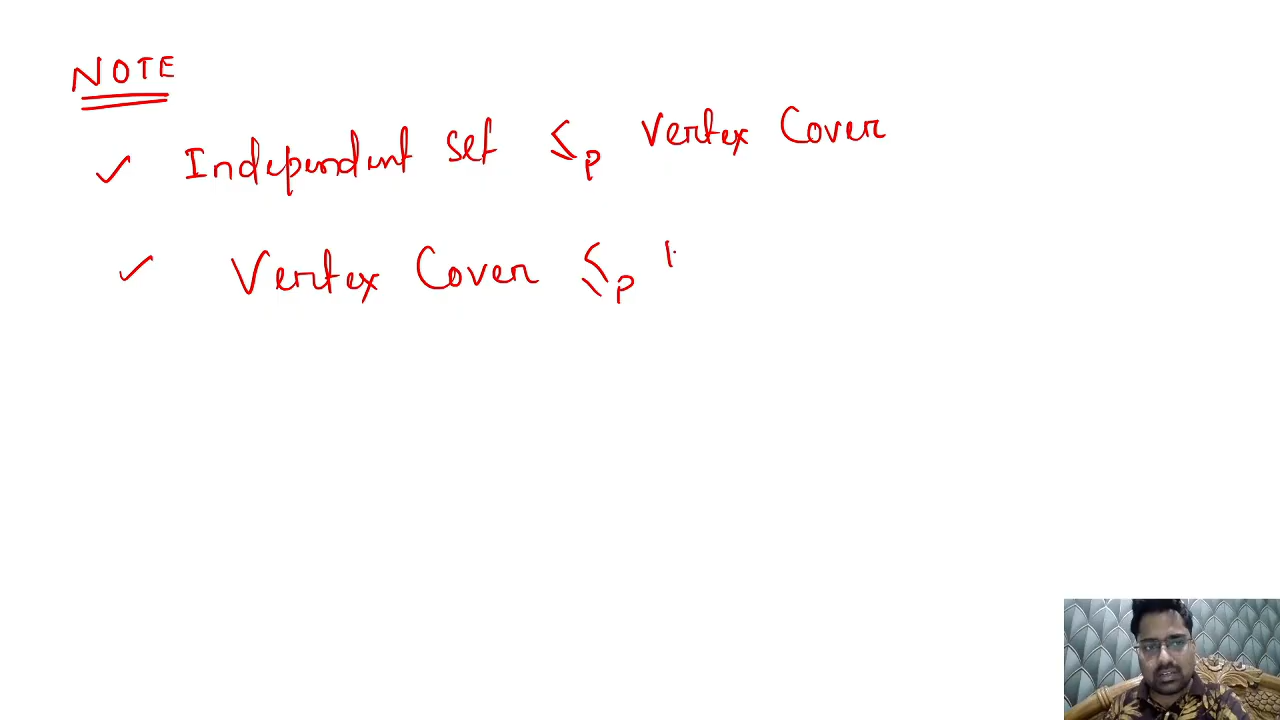 NOTE
✓ Independent set ≤p Vertex Cover
✓ Vertex Cover ≤p